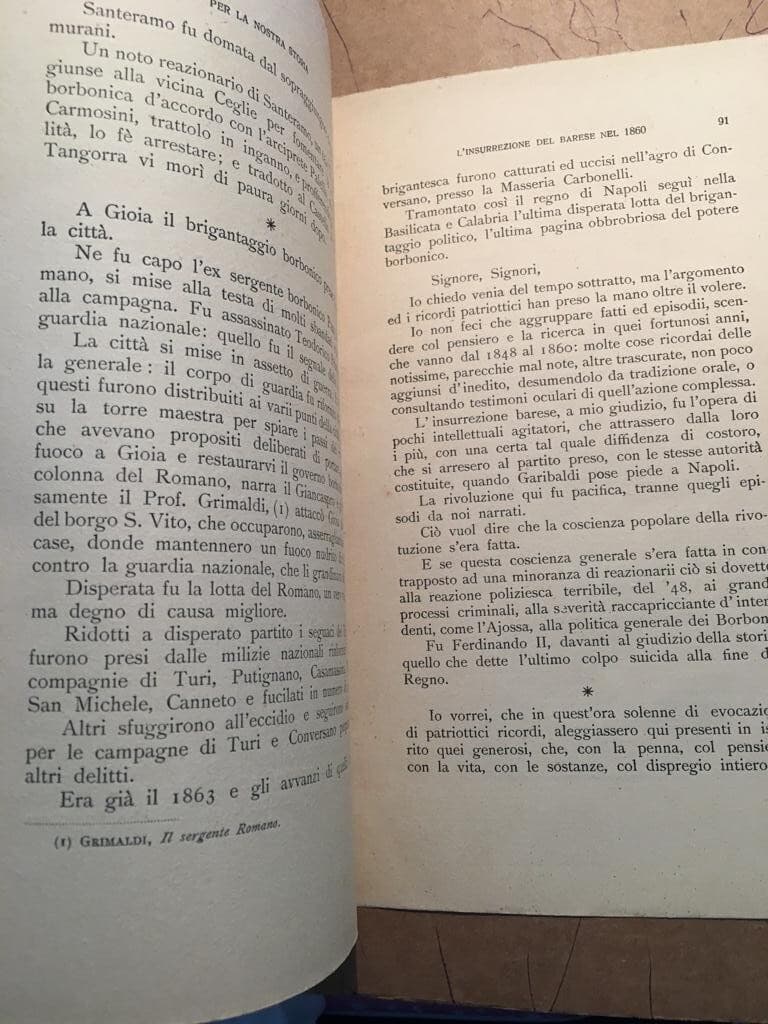 PER LA NOSTRA STORIA
Santeramo fu domata dal
murani.
Un noto reazionario di Santeramo, un
giunse alla vicina Ceglie per fomentare
borbonica d'accordo con l'arciprete
Carmosini, trattolo in inganno, e
lità, lo fè arrestare; e tradotto al
Tangorra vi morì di paura giorni dopo.
*
A Gioia il brigantaggio borbonico
la città.
Ne fu capo l'ex sergente borbonico
mano, si mise alla testa di molti
alla campagna. Fu assassinato Teodorico
guardia nazionale: quello fu il segnale
La città si mise in assetto di guerra
la generale: il corpo di guardia fu
questi furono distribuiti ai varii punti
su la torre maestra per spiare i passi
che avevano propositi deliberati di
fuoco a Gioia e restaurarvi il governo
colonna del Romano, narra il
samente il Prof. Grimaldi, (1) attaccò
del borgo S. Vito, che occuparono,
case, donde mantennero un fuoco
contro la guardia nazionale, che li
Disperata fu la lotta del Romano, un
ma degno di causa migliore.
Ridotti a disperato partito i seguaci
furono presi dalle milizie nazionali
compagnie di Turi, Putignano, Casamassima
San Michele, Canneto e fucilati in numero
Altri sfuggirono all'eccidio e
per le campagne di Turi e Conversano
altri delitti.
Era già il 1863 e gli avvanzi di
(1) GRIMALDI, Il sergente Romano.
L'INSURREZIONE DEL BARESE NEL 1860 91
brigantesca furono catturati ed uccisi nell'agro di Con-
versano, presso la Masseria Carbonelli.
Tramontato così il regno di Napoli seguì nella
Basilicata e Calabria l'ultima disperata lotta del brigan-
taggio politico, l'ultima pagina obbrobriosa del potere
borbonico.
Signore, Signori,
Io chiedo venia del tempo sottratto, ma l'argomento
ed i ricordi patriottici han preso la mano oltre il volere.
Io non feci che aggruppare fatti ed episodii, scen-
dere col pensiero e la ricerca in quei fortunosi anni,
che vanno dal 1848 al 1860: molte cose ricordai delle
notissime, parecchie mal note, altre trascurate, non poco
aggiunsi d'inedito, desumendolo da tradizione orale, o
consultando testimoni oculari di quell'azione complessa.
L'insurrezione barese, a mio giudizio, fu l'opera di
pochi intellettuali agitatori, che attrassero dalla loro
i più, con una certa tal quale diffidenza di costoro,
che si arresero al partito preso, con le stesse autorità
costituite, quando Garibaldi pose piede a Napoli.
La rivoluzione qui fu pacifica, tranne quegli epi-
sodi da noi narrati.
Ciò vuol dire che la coscienza popolare della rivo-
tuzione s'era fatta.
E se questa coscienza generale s'era fatta in con-
trapposto ad una minoranza di reazionarii ciò si dovette
alla reazione poliziesca terribile, del '48, ai grand
processi criminali, alla severità raccapricciante d'inten
denti, come l'Ajossa, alla politica generale dei Borbon
Fu Ferdinando II, davanti al giudizio della stori
quello che dette l'ultimo colpo suicida alla fine d
Regno.
*
Io vorrei, che in quest'ora solenne di evocazio
di patriottici ricordi, aleggiassero qui presenti in is
rito quei generosi, che, con la penna, col pensie
con la vita, con le sostanze, col dispregio intiero